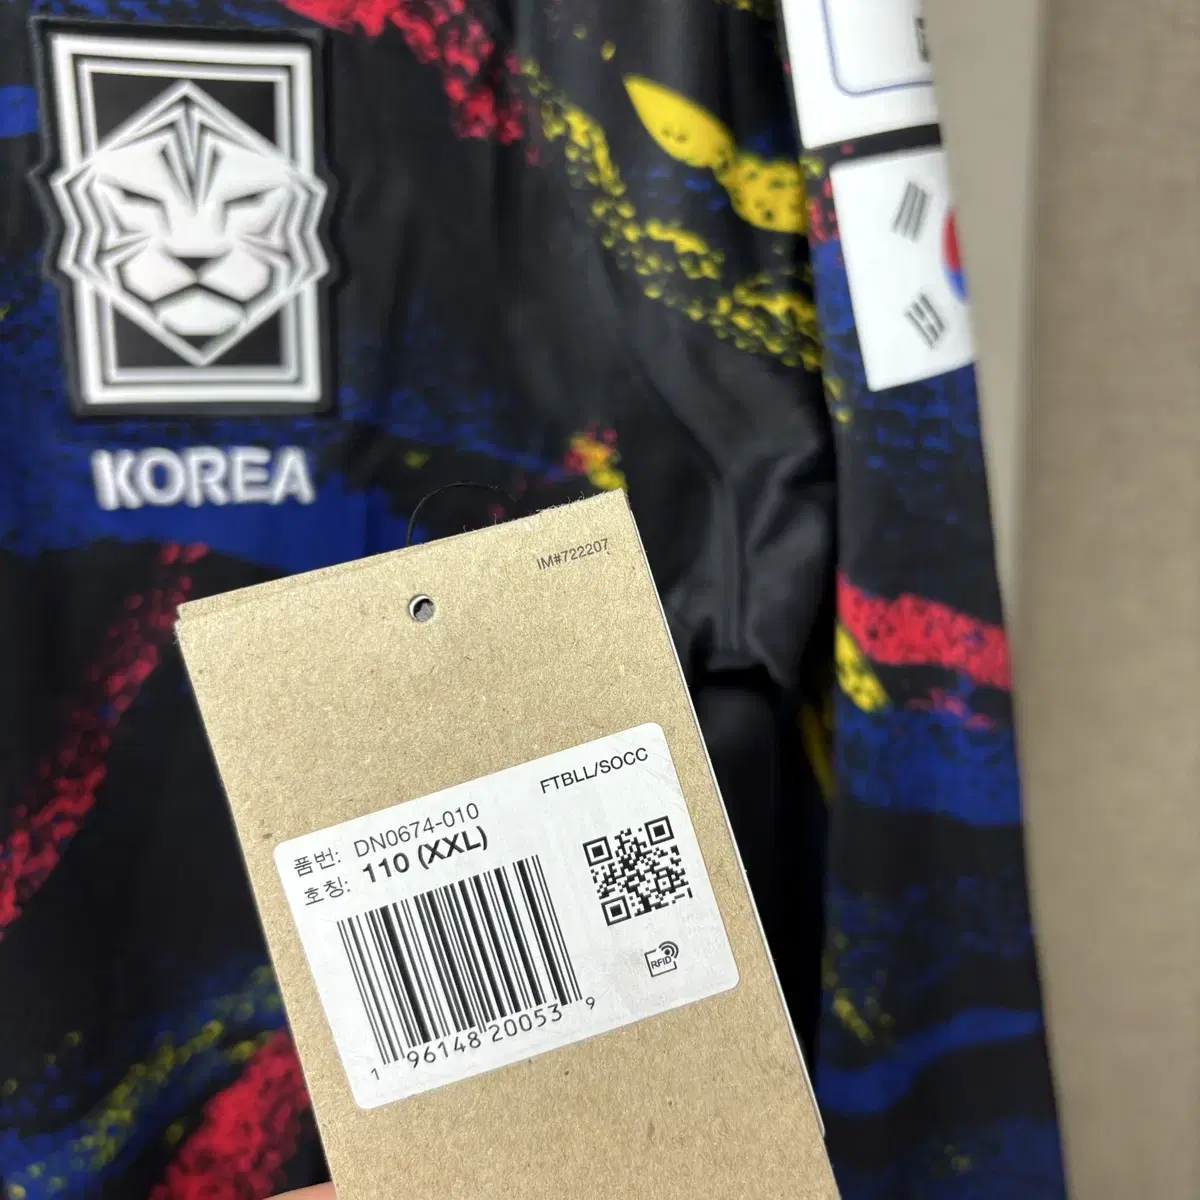 KOREA
IM#722207
FTBLL/SOCC
품번: DN0674-010
호칭: 110 (XXL)
RFID
1 96148 20053 9